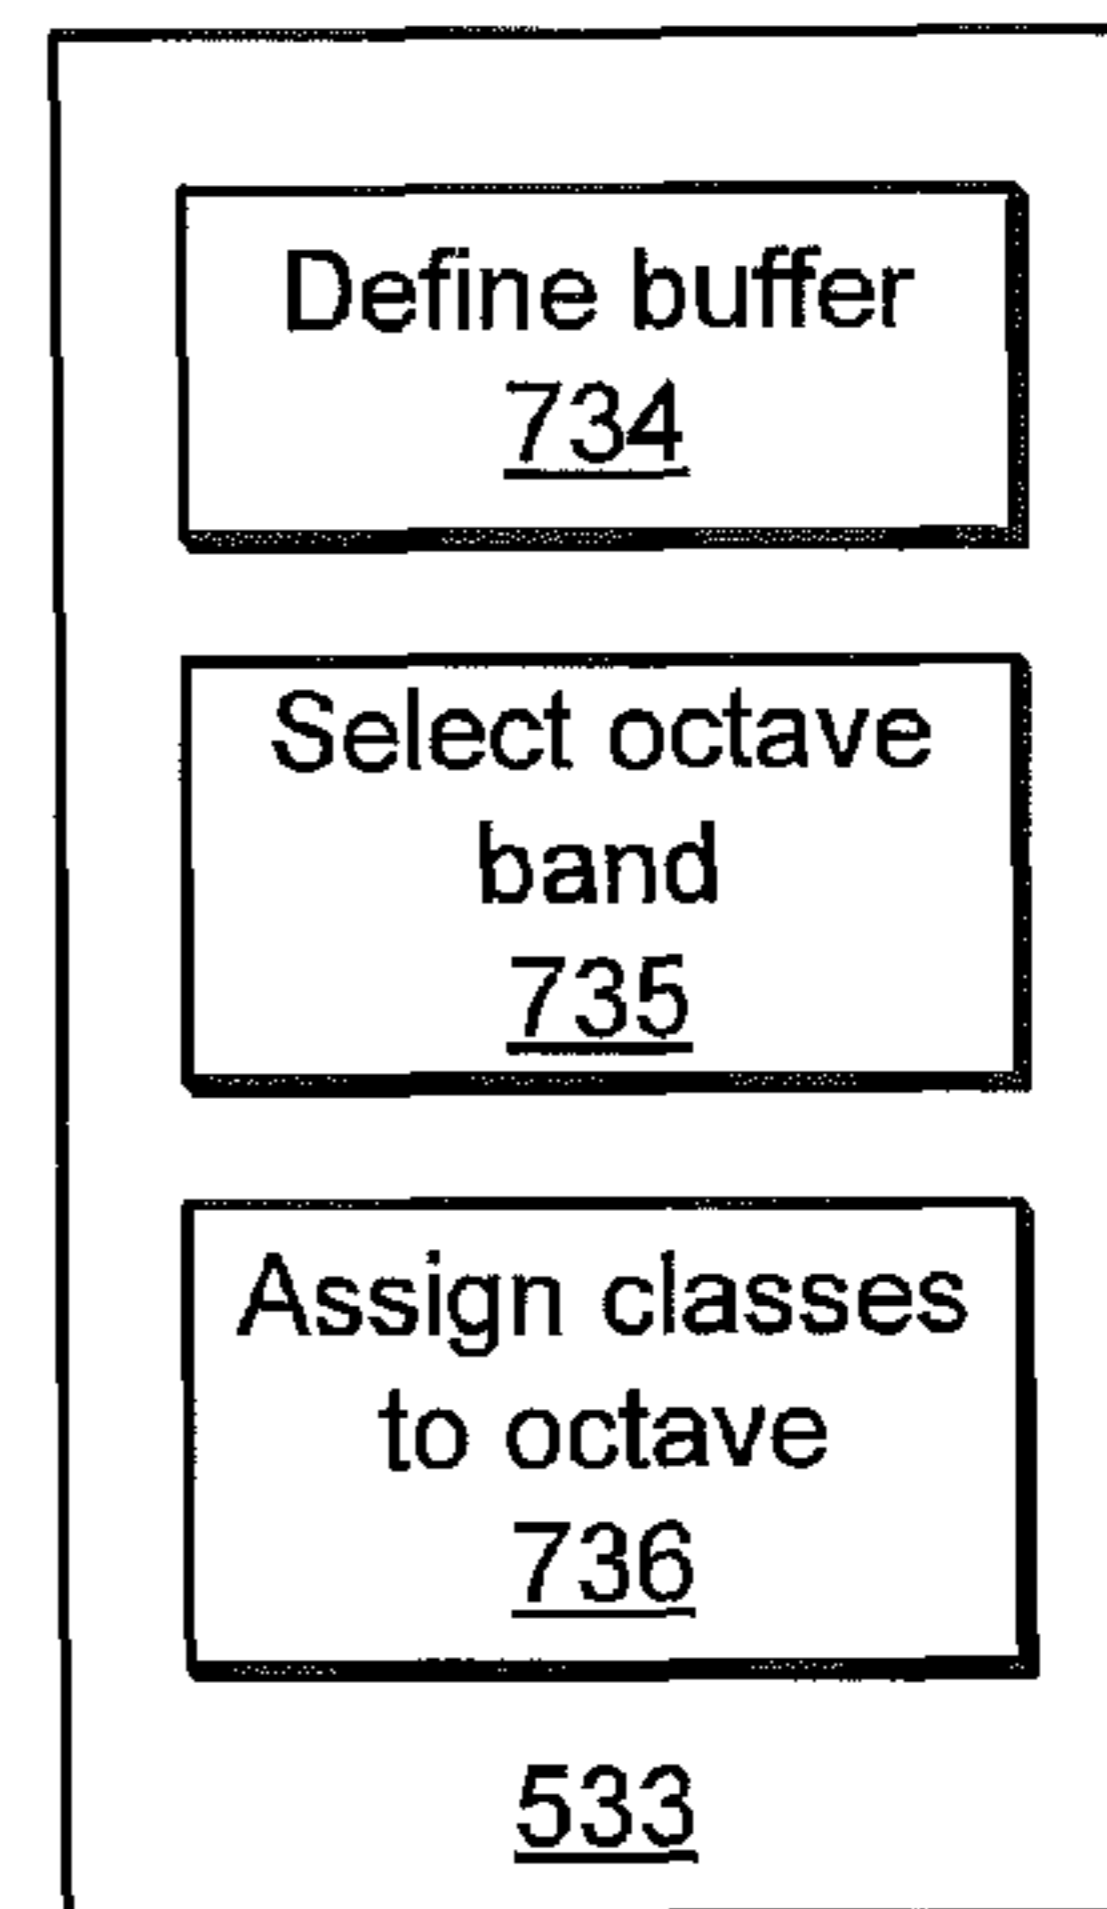 Define buffer
734
Select octave
band
735
Assign classes
to octave
736
533